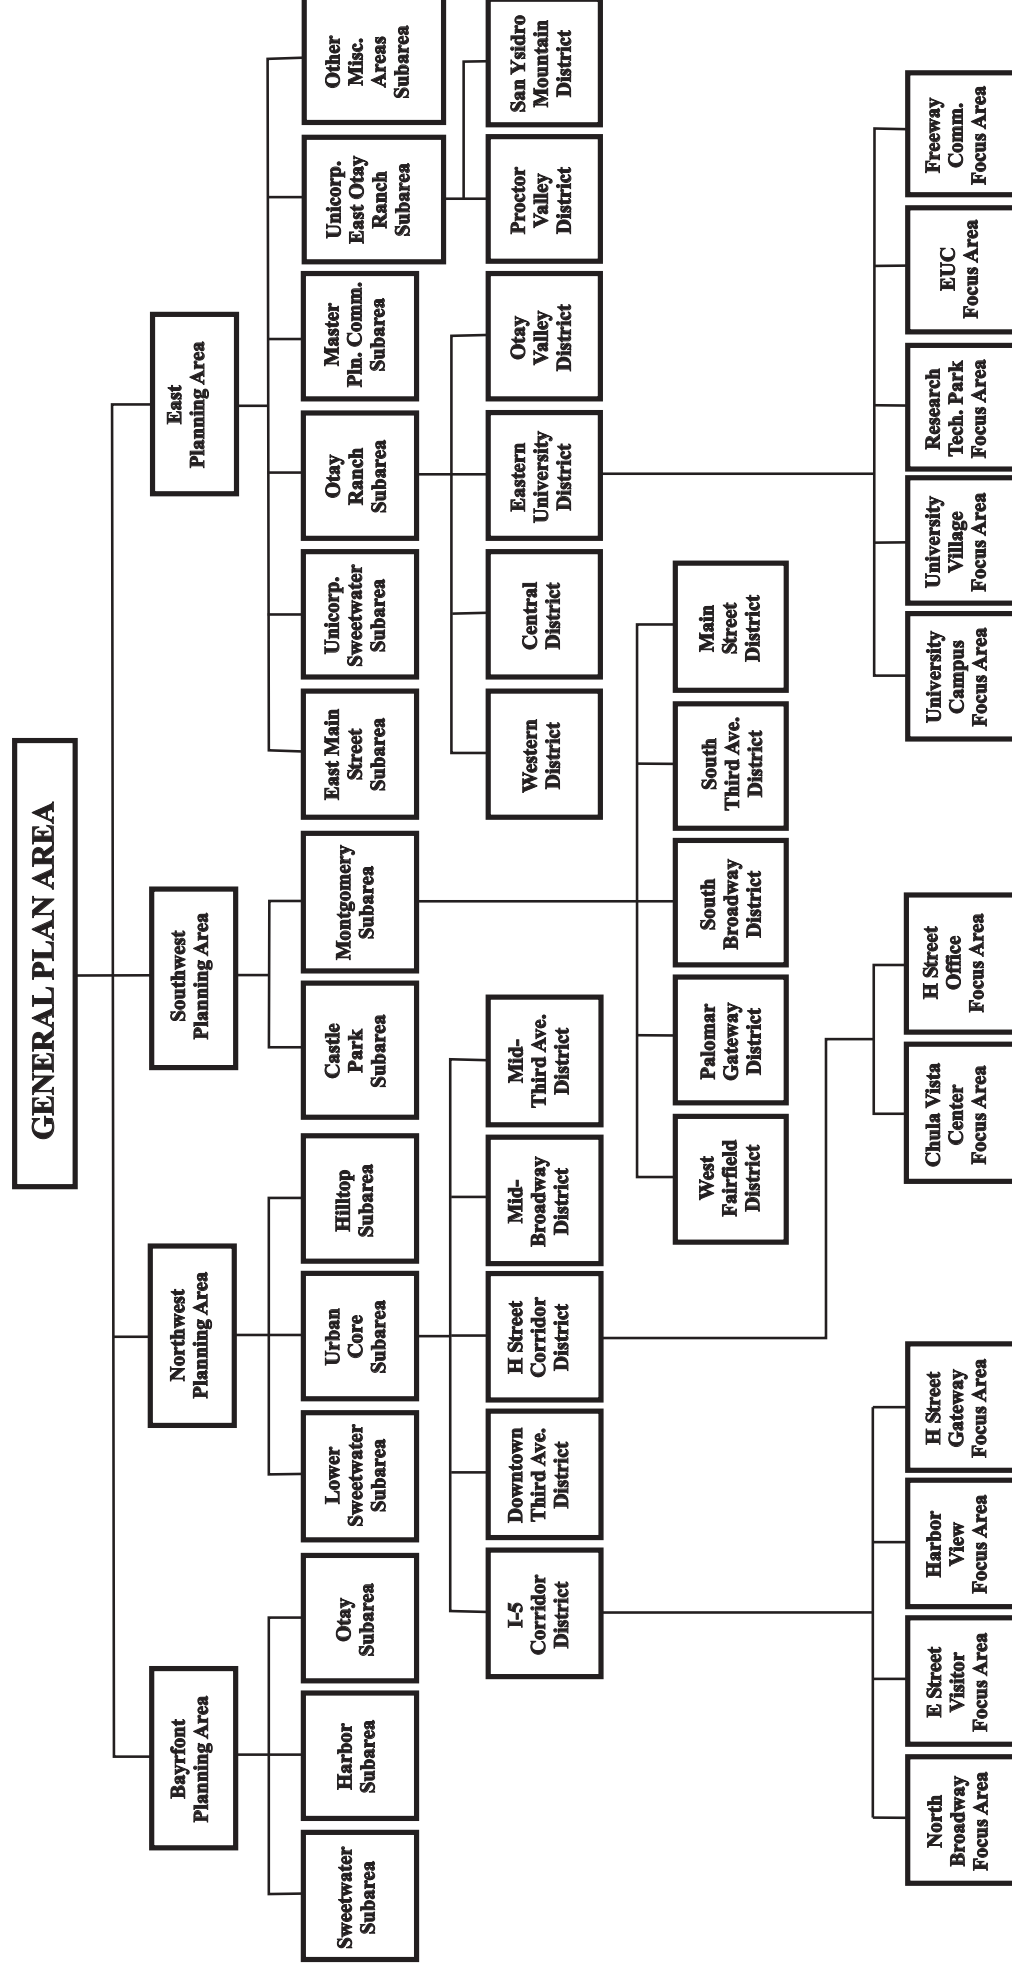 GENERAL PLAN AREA
Bayrfont
Planning Area
Northwest
Planning Area
Southwest
Planning Area
East
Planning Area
Sweetwater
Subarea
Harbor
Subarea
Otay
Subarea
Lower
Sweetwater
Subarea
Urban
Core
Subarea
Hilltop
Subarea
Castle
Park
Subarea
Montgomery
Subarea
East Main
Street
Subarea
Unicorp.
Sweetwater
Subarea
Otay
Ranch
Subarea
Master
Pln. Comm.
Subarea
Unicorp.
East Otay
Ranch
Subarea
Other
Misc.
Areas
Subarea
I-5
Corridor
District
Downtown
Third Ave.
District
H Street
Corridor
District
Mid-
Broadway
District
Mid-
Third Ave.
District
Western
District
Central
District
Eastern
University
District
Otay
Valley
District
Proctor
Valley
District
San Ysidro
Mountain
District
West
Fairfield
District
Palomar
Gateway
District
South
Broadway
District
South
Third Ave.
District
Main
Street
District
North
Broadway
Focus Area
E Street
Visitor
Focus Area
Harbor
View
Focus Area
H Street
Gateway
Focus Area
Chula Vista
Center
Focus Area
H Street
Office
Focus Area
University
Campus
Focus Area
University
Village
Focus Area
Research
Tech. Park
Focus Area
EUC
Focus Area
Freeway
Comm.
Focus Area